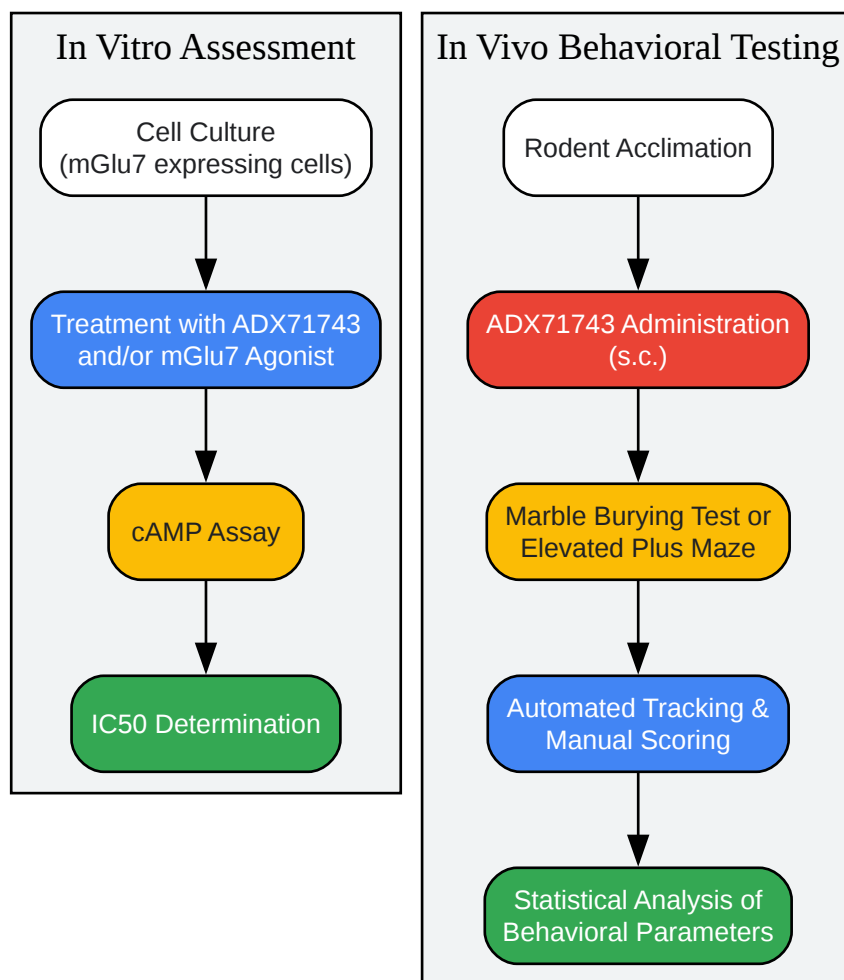 In Vitro Assessment
Cell Culture
(mGlu7 expressing cells)
Treatment with ADX71743
and/or mGlu7 Agonist
cAMP Assay
IC50 Determination
In Vivo Behavioral Testing
Rodent Acclimation
ADX71743 Administration
(s.c.)
Marble Burying Test or
Elevated Plus Maze
Automated Tracking &
Manual Scoring
Statistical Analysis of
Behavioral Parameters